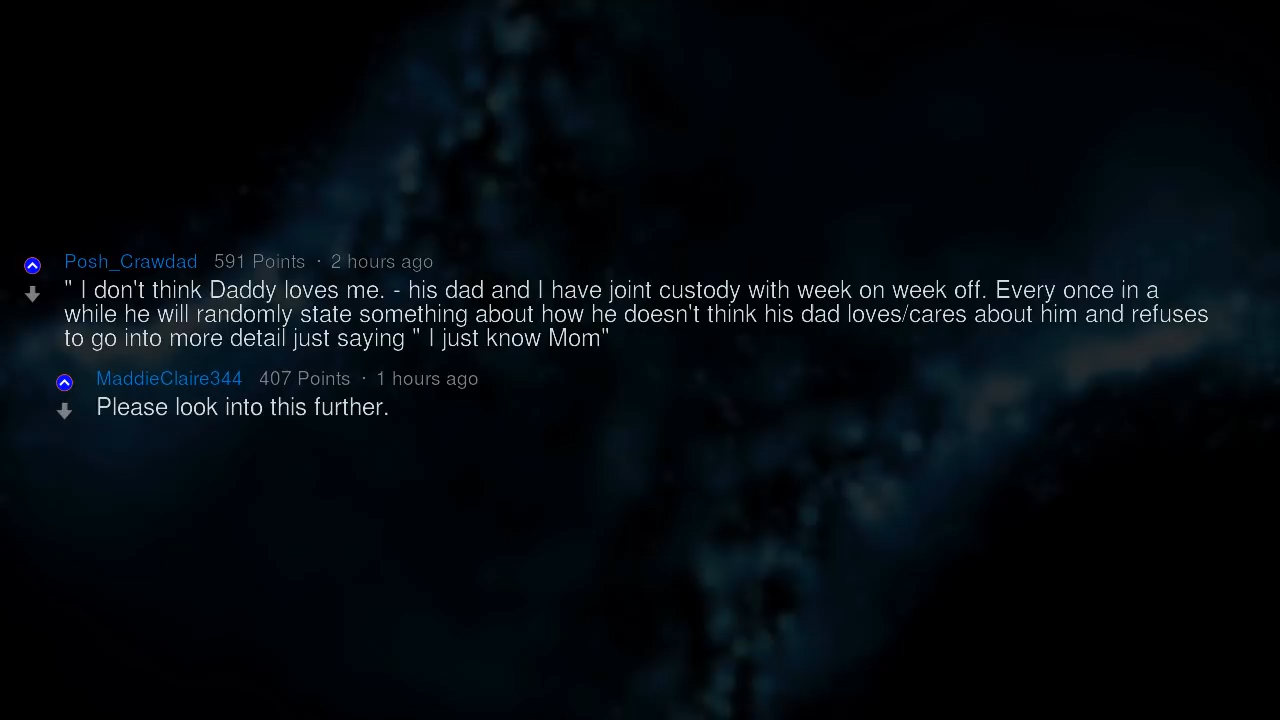 Posh_Crawdad 591 Points · 2 hours ago
" I don't think Daddy loves me. - his dad and I have joint custody with week on week off. Every once in a
while he will randomly state something about how he doesn't think his dad loves/cares about him and refuses
to go into more detail just saying " I just know Mom"
MaddieClaire344 407 Points · 1 hours ago
Please look into this further.